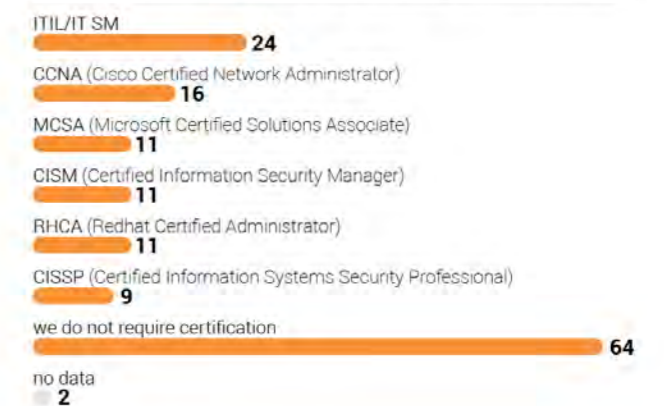 ITIL/IT SM
24
CCNA (Cisco Certified Network Administrator)
16
MCSA (Microsoft Certified Solutions Associate)
11
CISM (Certified Information Security Manager)
11
RHCA (Redhat Certified Administrator)
11
CISSP (Certified Information Systems Security Professional)
9
we do not require certification
64
no data
2